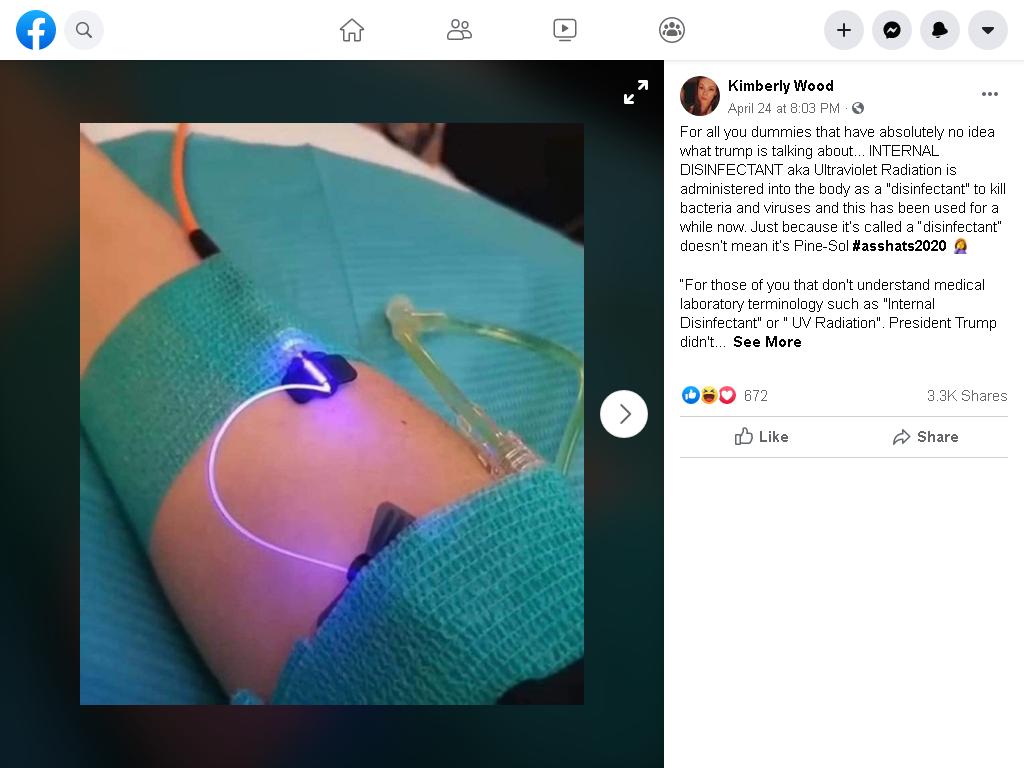 Kimberly Wood
April 24 at 8:03 PM ·
For all you dummies that have absolutely no idea
what trump is talking about... INTERNAL
DISINFECTANT aka Ultraviolet Radiation is
administered into the body as a "disinfectant" to kill
bacteria and viruses and this has been used for a
while now. Just because it's called a "disinfectant"
doesn't mean it's Pine-Sol #asshats2020 🤦‍♀️
"For those of you that don't understand medical
laboratory terminology such as "Internal
Disinfectant" or " UV Radiation". President Trump
didn't... See More
672
3.3K Shares
Like
Share